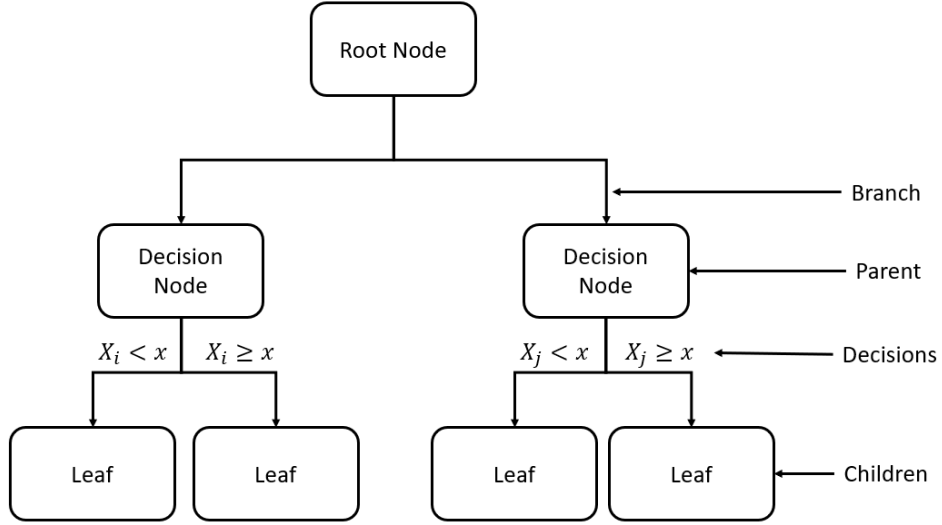 Root Node
Branch
Decision
Node
Decision
Node
Parent
X_i < x
X_i ≥ x
X_j < x
X_j ≥ x
Decisions
Leaf
Leaf
Leaf
Leaf
Children